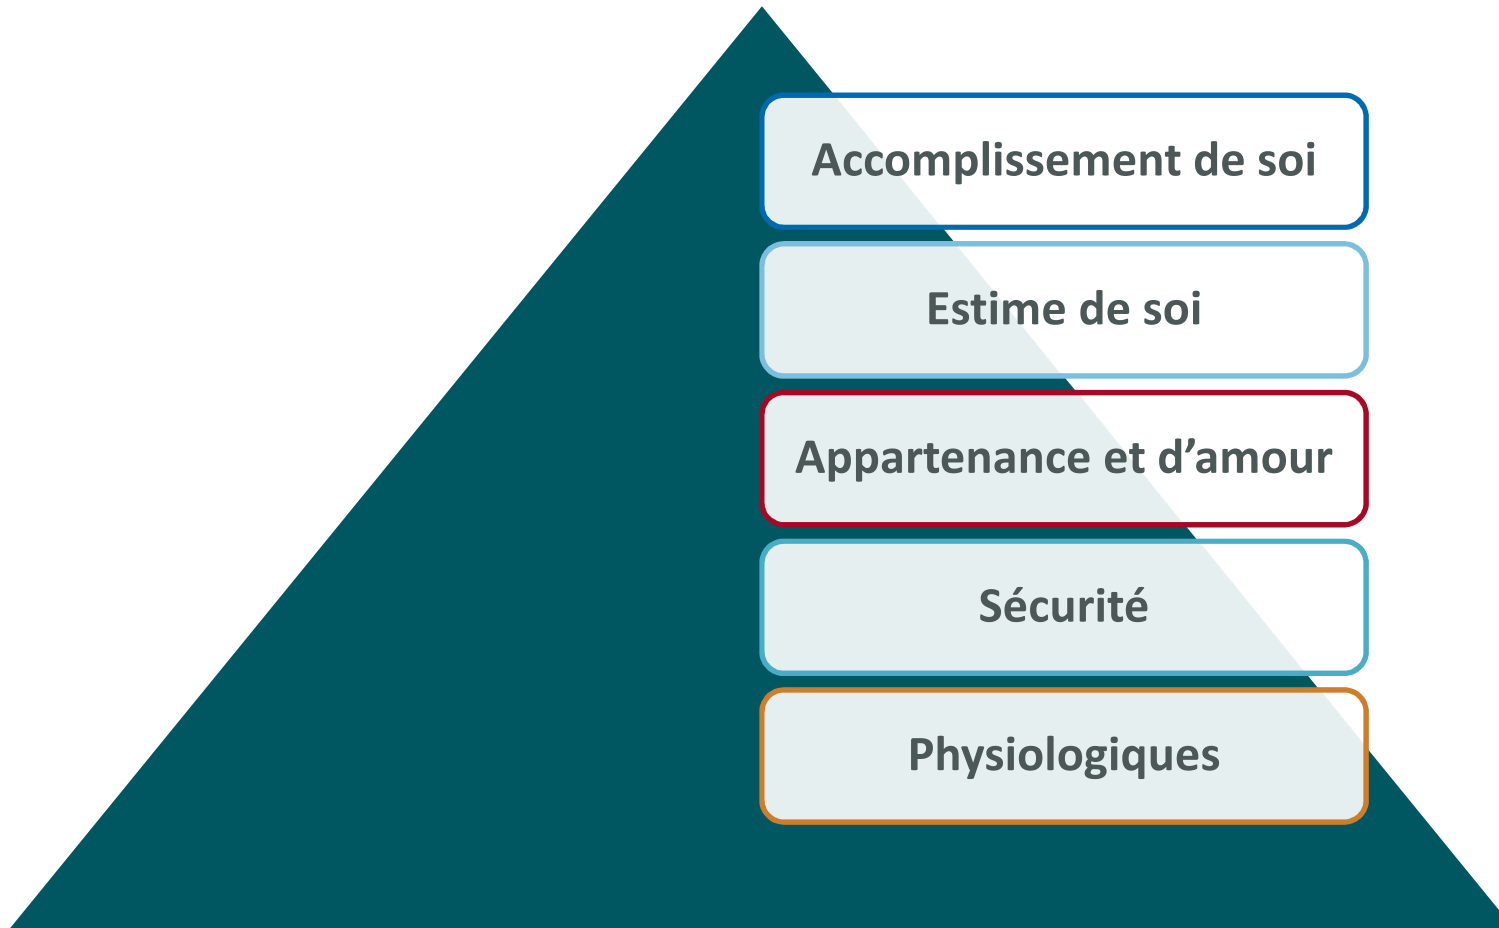 Accomplissement de soi
Estime de soi
Appartenance et d’amour
Sécurité
Physiologiques